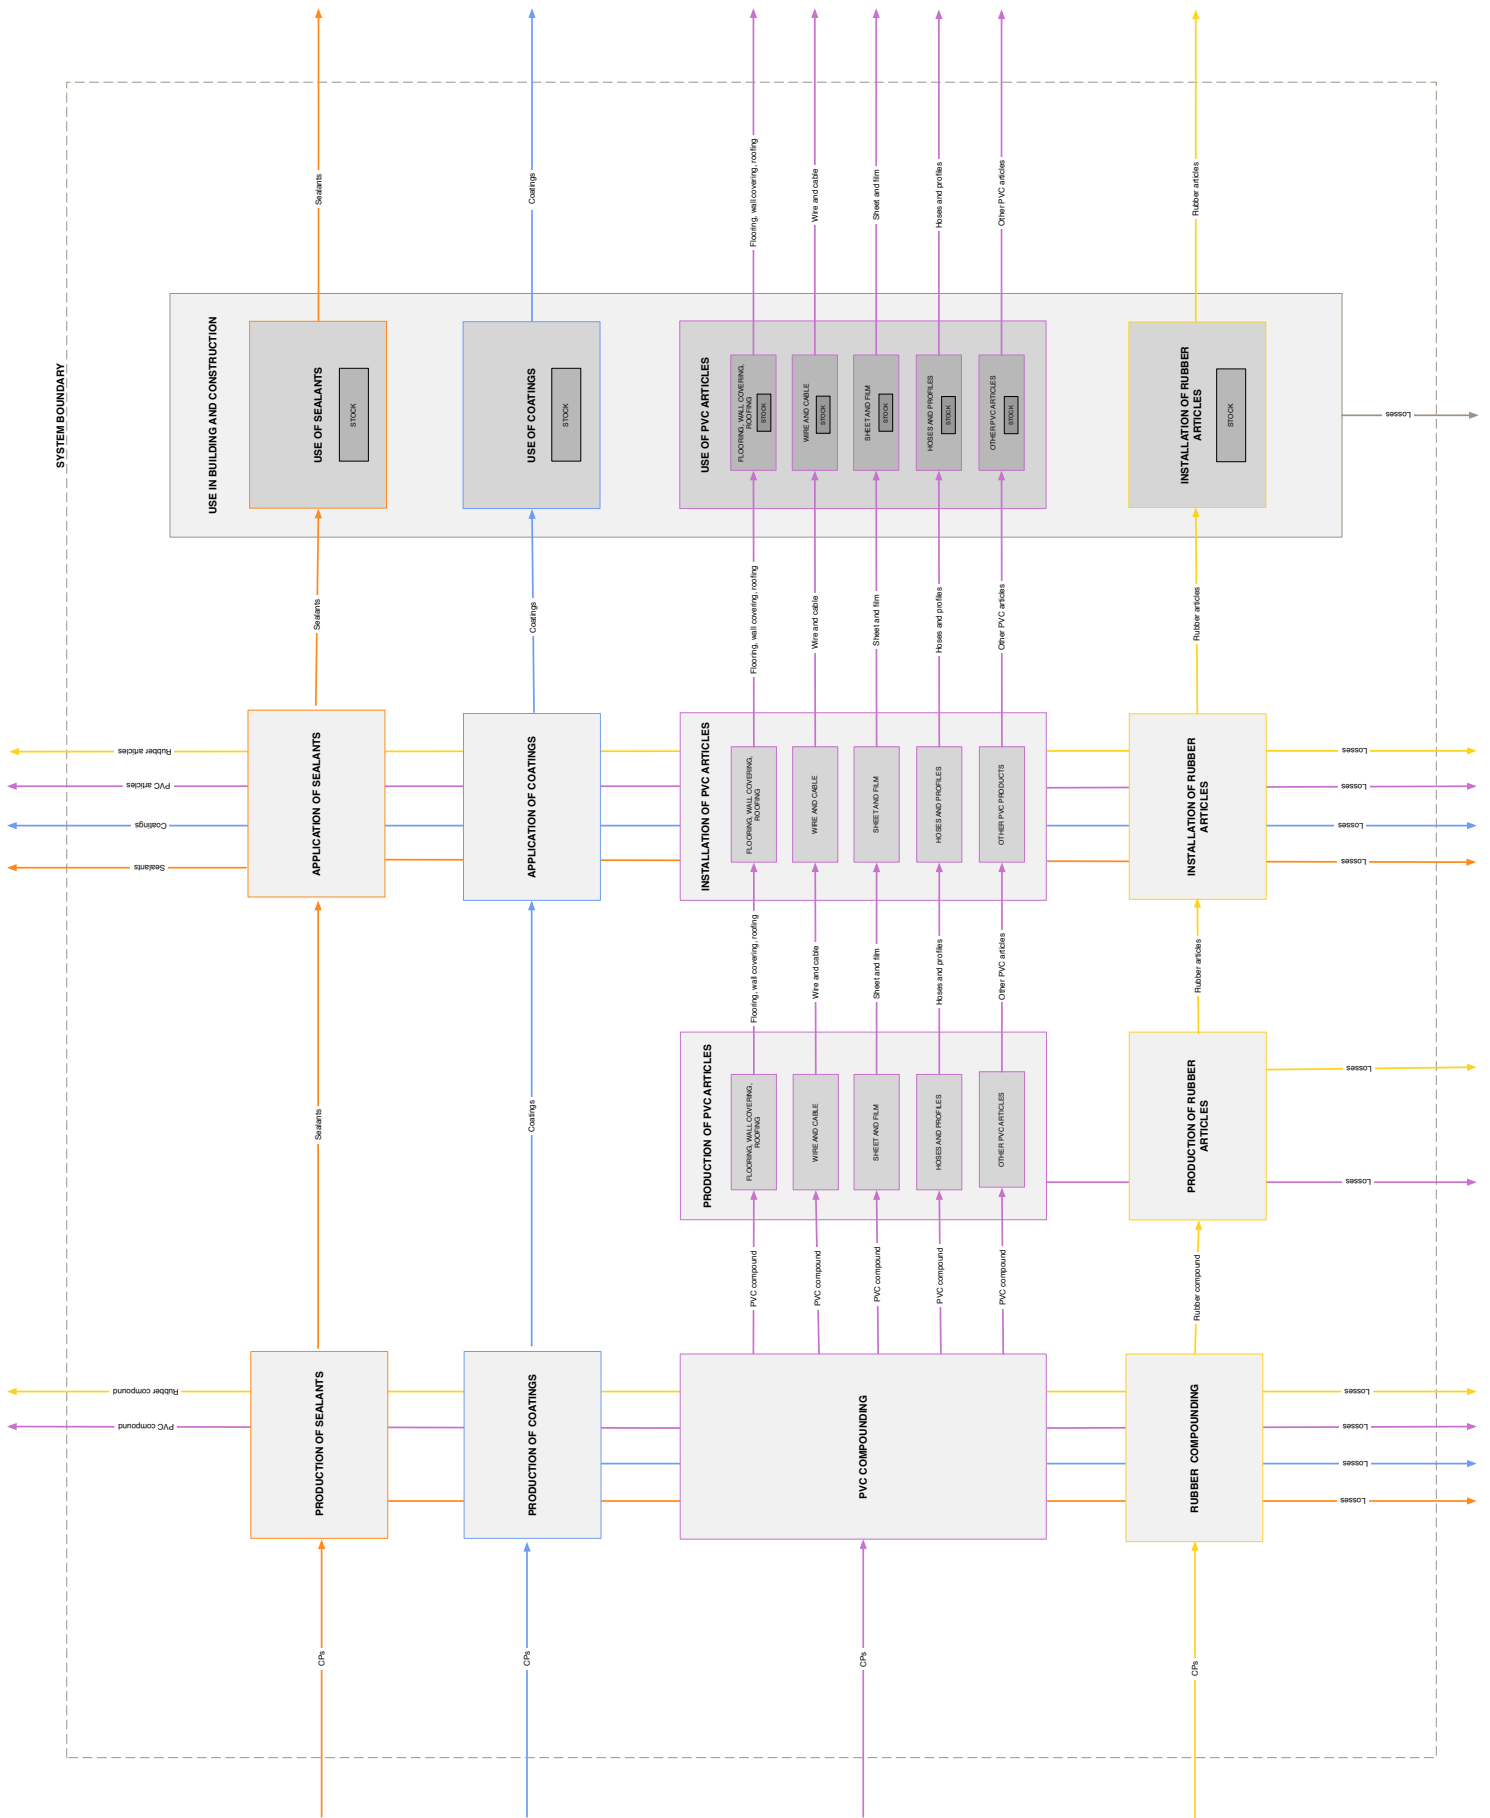 SYSTEM BOUNDARY
USE IN BUILDING AND CONSTRUCTION
Sealants
Coatings
Flooring, wall covering, roofing
Wire and cable
Sheet and film
Hoses and profiles
Other PVC articles
Rubber articles
USE OF SEALANTS
STOCK
USE OF COATINGS
STOCK
USE OF PVC ARTICLES
FLOORING, WALL COVERING,
ROOFING
STOCK
WIRE AND CABLE
STOCK
SHEET AND FILM
STOCK
HOSES AND PROFILES
STOCK
OTHER PVC ARTICLES
STOCK
INSTALLATION OF RUBBER
ARTICLES
STOCK
Losses
Sealants
Coatings
Flooring, wall covering, roofing
Wire and cable
Sheet and film
Hoses and profiles
Other PVC articles
Rubber articles
Rubber articles
PVC articles
Coatings
Sealants
APPLICATION OF SEALANTS
APPLICATION OF COATINGS
INSTALLATION OF PVC ARTICLES
FLOORING, WALL COVERING,
ROOFING
WIRE AND CABLE
SHEET AND FILM
HOSES AND PROFILES
OTHER PVC PRODUCTS
INSTALLATION OF RUBBER
ARTICLES
Losses
Losses
Losses
Losses
Sealants
Coatings
Flooring, wall covering, roofing
Wire and cable
Sheet and film
Hoses and profiles
Other PVC articles
Rubber articles
PRODUCTION OF PVC ARTICLES
FLOORING, WALL COVERING,
ROOFING
WIRE AND CABLE
SHEET AND FILM
HOSES AND PROFILES
OTHER PVC ARTICLES
PRODUCTION OF RUBBER
ARTICLES
Losses
Losses
PVC compound
PVC compound
PVC compound
PVC compound
PVC compound
Rubber compound
Rubber compound
PVC compound
PRODUCTION OF SEALANTS
PRODUCTION OF COATINGS
PVC COMPOUNDING
RUBBER COMPOUNDING
Losses
Losses
Losses
Losses
CPs
CPs
CPs
CPs